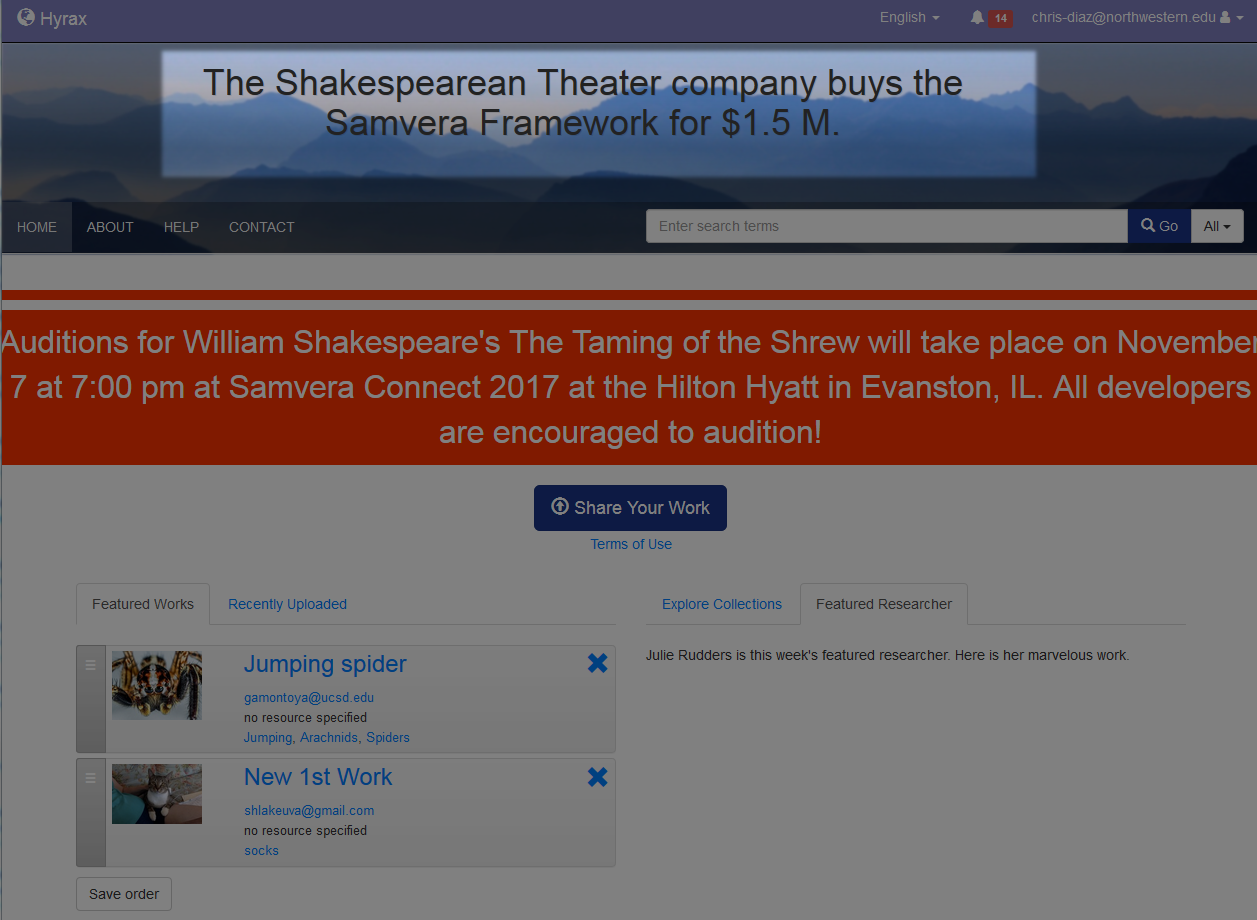 Hyrax
English
14
chris-diaz@northwestern.edu
The Shakespearean Theater company buys the
Samvera Framework for $1.5 M.
HOME ABOUT HELP CONTACT
Enter search terms
Go
All
Auditions for William Shakespeare's The Taming of the Shrew will take place on November
7 at 7:00 pm at Samvera Connect 2017 at the Hilton Hyatt in Evanston, IL. All developers
are encouraged to audition!
Share Your Work
Terms of Use
Featured Works Recently Uploaded
Jumping spider
gamontoya@ucsd.edu
no resource specified
Jumping, Arachnids, Spiders
New 1st Work
shlakeuva@gmail.com
no resource specified
socks
Save order
Explore Collections Featured Researcher
Julie Rudders is this week's featured researcher. Here is her marvelous work.